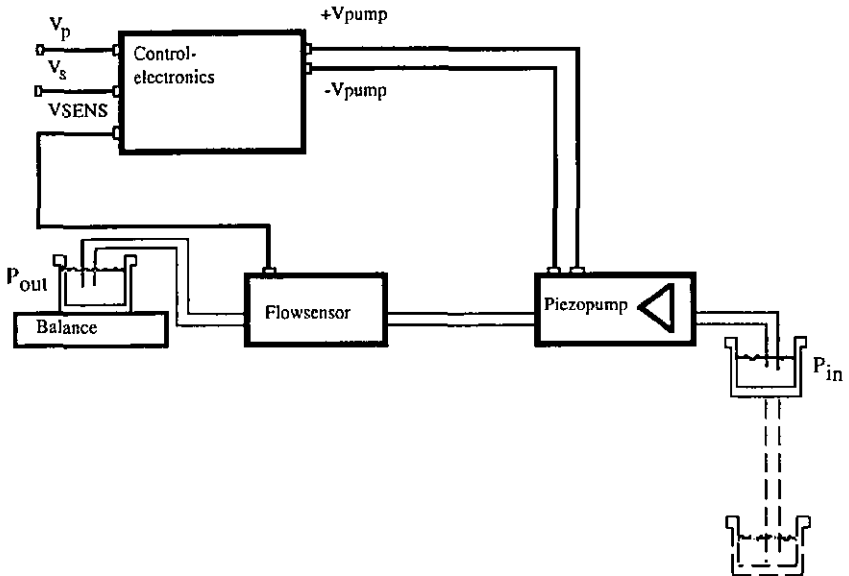 Vp
Vs
VSENS
Control-
electronics
+Vpump
-Vpump
Pout
Balance
Flowsensor
Piezopump
Pin